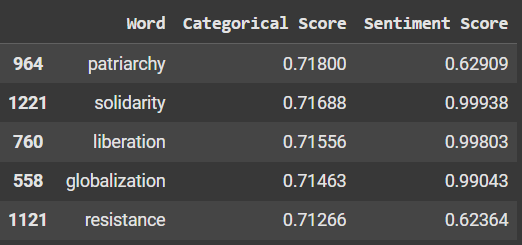 Word Categorical Score Sentiment Score
964 patriarchy 0.71800 0.62909
1221 solidarity 0.71688 0.99938
760 liberation 0.71556 0.99803
558 globalization 0.71463 0.99043
1121 resistance 0.71266 0.62364